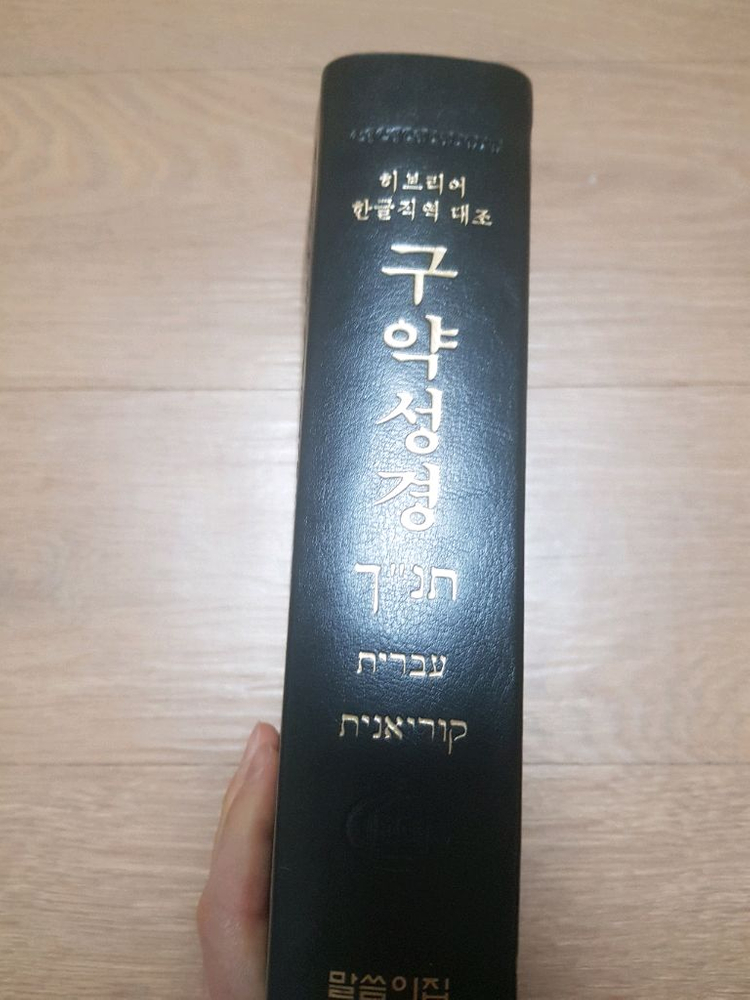 히브리어
한글직역 대조
구약성경
תנ״ך
עברית
קוריאנית
말씀의집